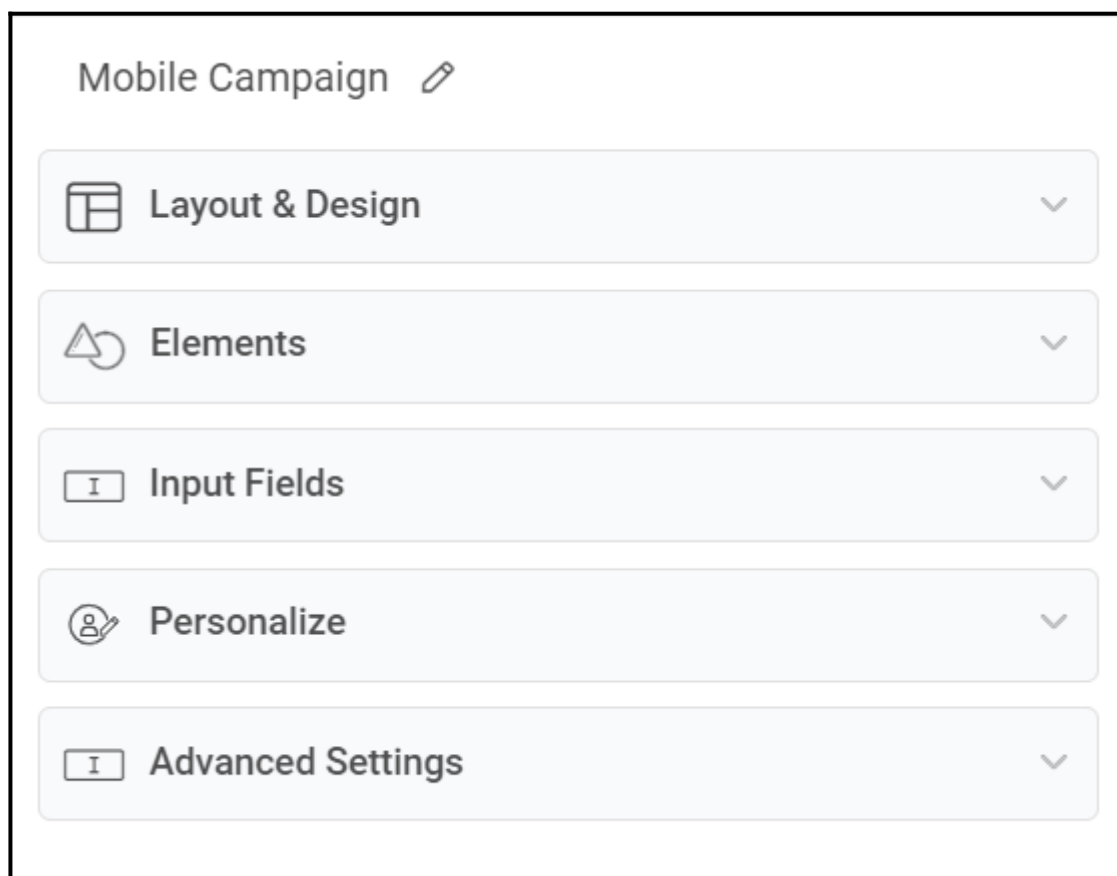 Mobile Campaign
Layout & Design
Elements
Input Fields
Personalize
Advanced Settings